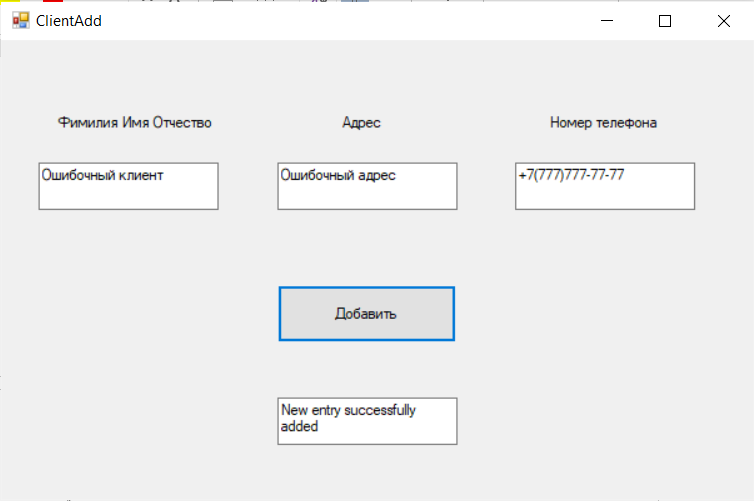 ClientAdd
Фимилия Имя Отчество
Адрес
Номер телефона
Ошибочный клиент
Ошибочный адрес
+7(777)777-77-77
Добавить
New entry successfully
added